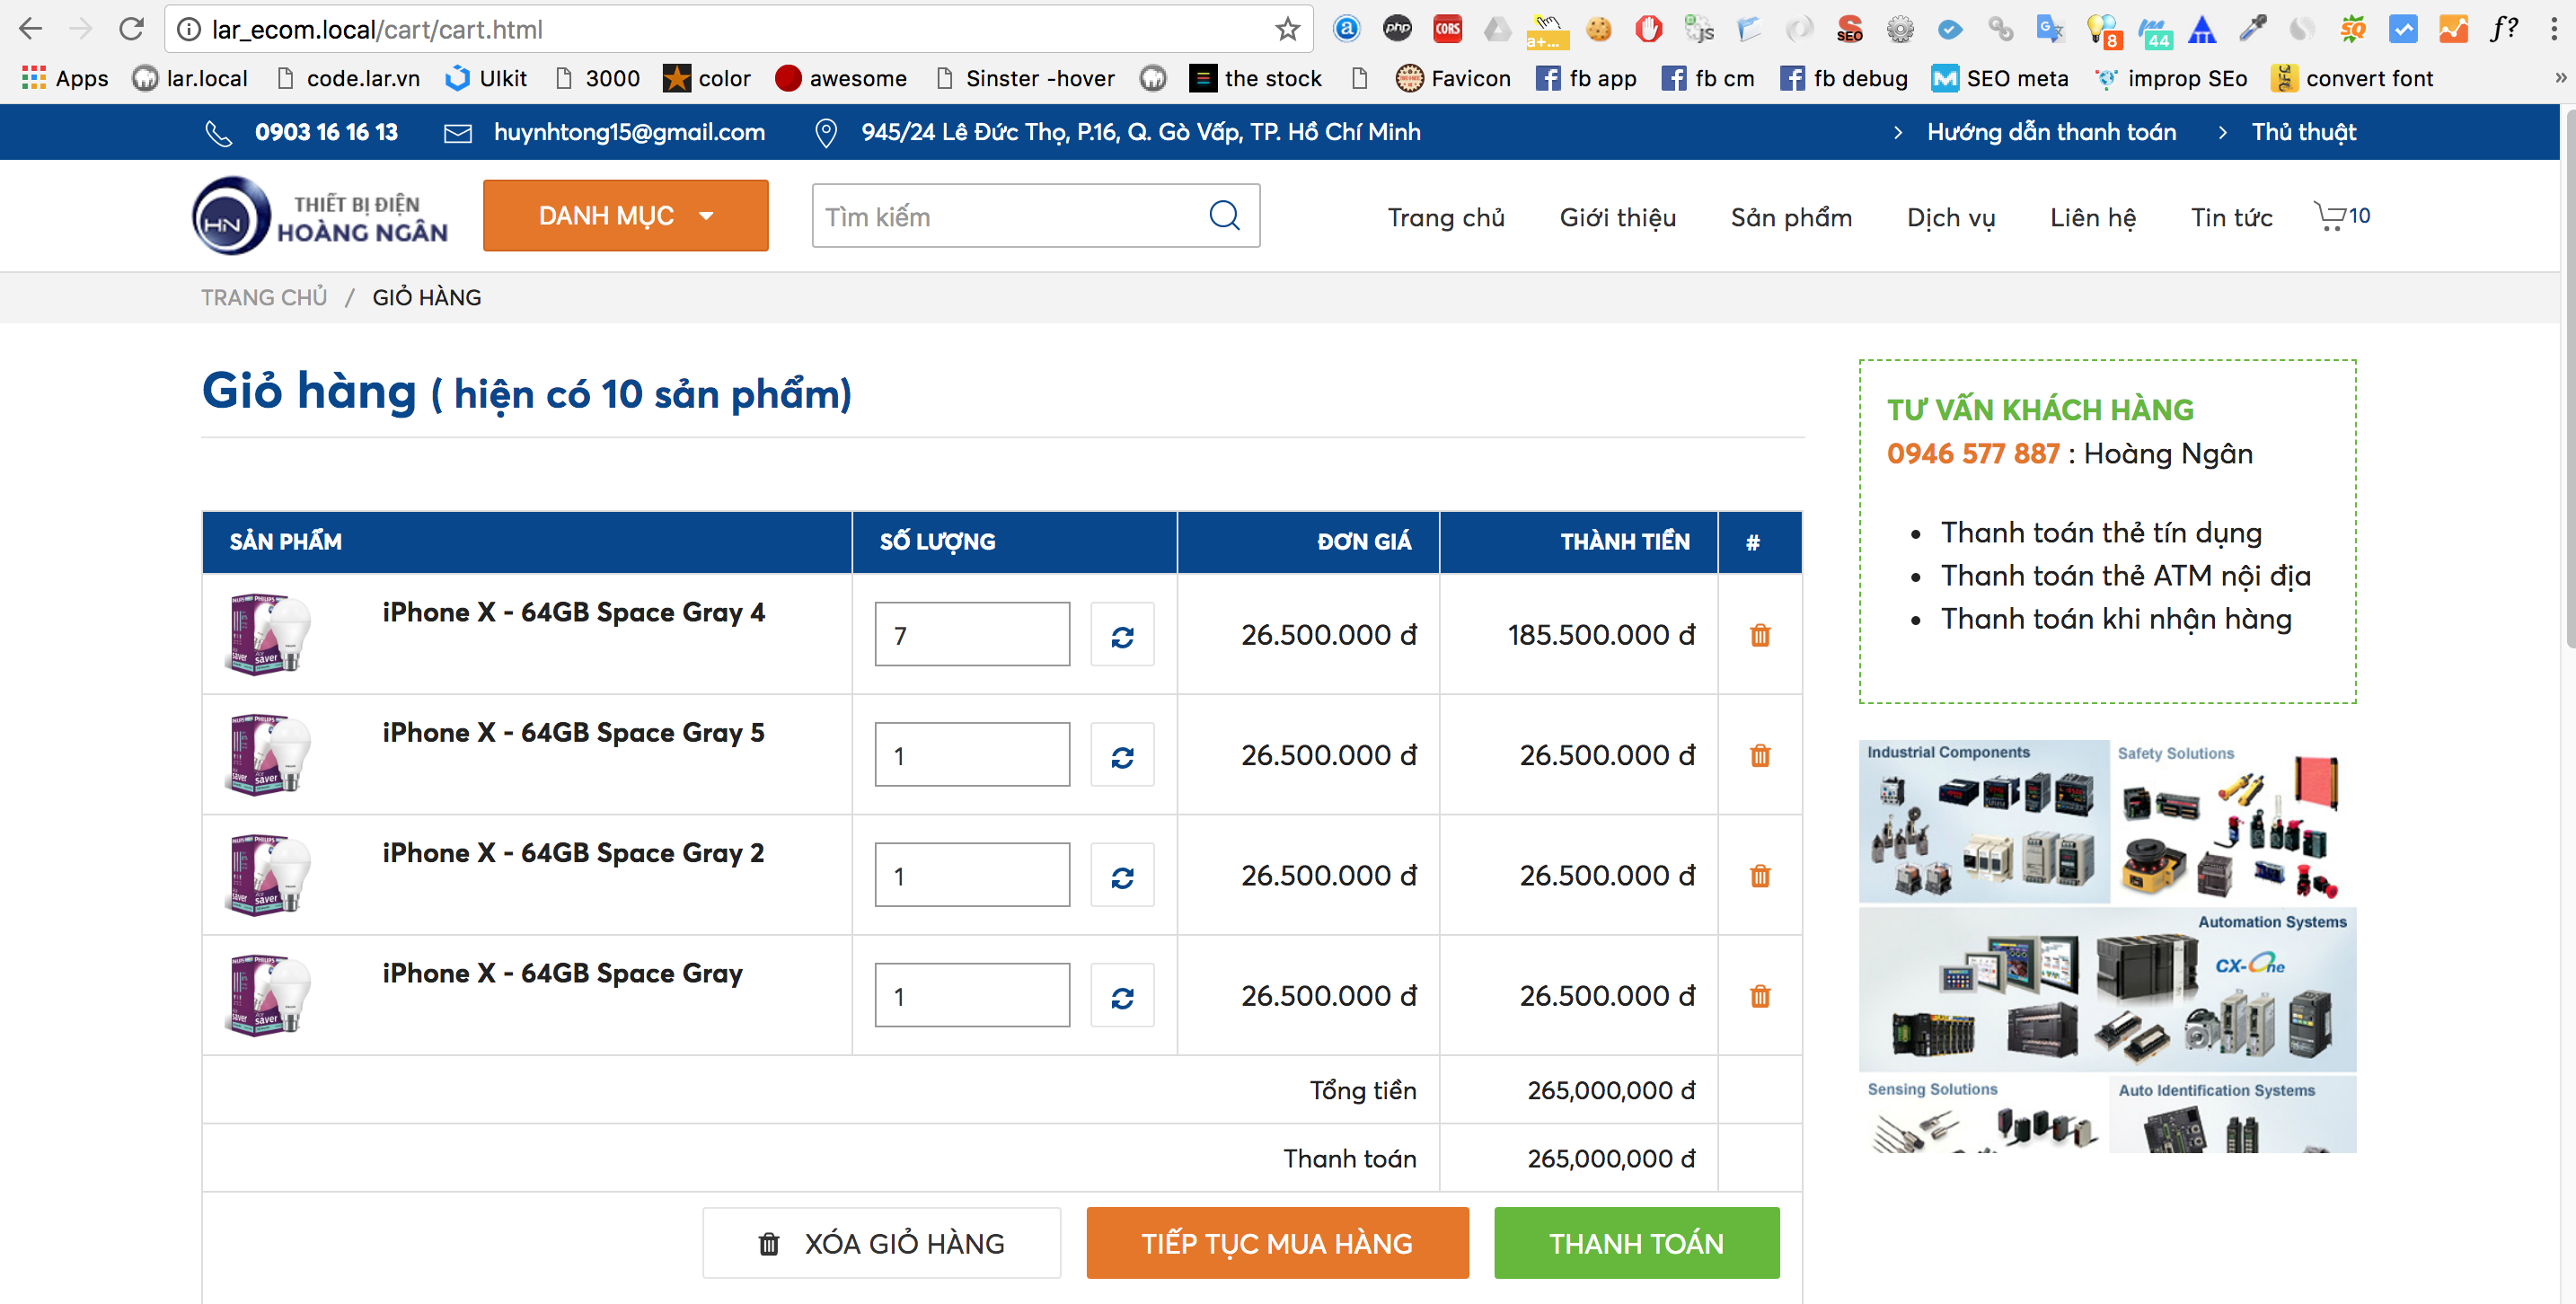 lar_ecom.local/cart/cart.html
Apps lar.local code.lar.vn UIkit 3000 color awesome Sinster -hover the stock Favicon fb app fb cm fb debug SEO meta improp SEo convert font »
0903 16 16 13 huynhtong15@gmail.com 945/24 Lê Đức Thọ, P.16, Q. Gò Vấp, TP. Hồ Chí Minh Hướng dẫn thanh toán Thủ thuật
HN THIẾT BỊ ĐIỆN
HOÀNG NGÂN
DANH MỤC
Tìm kiếm
Trang chủ Giới thiệu Sản phẩm Dịch vụ Liên hệ Tin tức 10
TRANG CHỦ / GIỎ HÀNG
Giỏ hàng ( hiện có 10 sản phẩm)
SẢN PHẨM SỐ LƯỢNG ĐƠN GIÁ THÀNH TIỀN #
iPhone X - 64GB Space Gray 4 7 26.500.000 đ 185.500.000 đ
iPhone X - 64GB Space Gray 5 1 26.500.000 đ 26.500.000 đ
iPhone X - 64GB Space Gray 2 1 26.500.000 đ 26.500.000 đ
iPhone X - 64GB Space Gray 1 26.500.000 đ 26.500.000 đ
Tổng tiền 265,000,000 đ
Thanh toán 265,000,000 đ
XÓA GIỎ HÀNG TIẾP TỤC MUA HÀNG THANH TOÁN
TƯ VẤN KHÁCH HÀNG
0946 577 887 : Hoàng Ngân
• Thanh toán thẻ tín dụng
• Thanh toán thẻ ATM nội địa
• Thanh toán khi nhận hàng
Industrial Components Safety Solutions
Automation Systems
CX-One
Sensing Solutions Auto Identification Systems